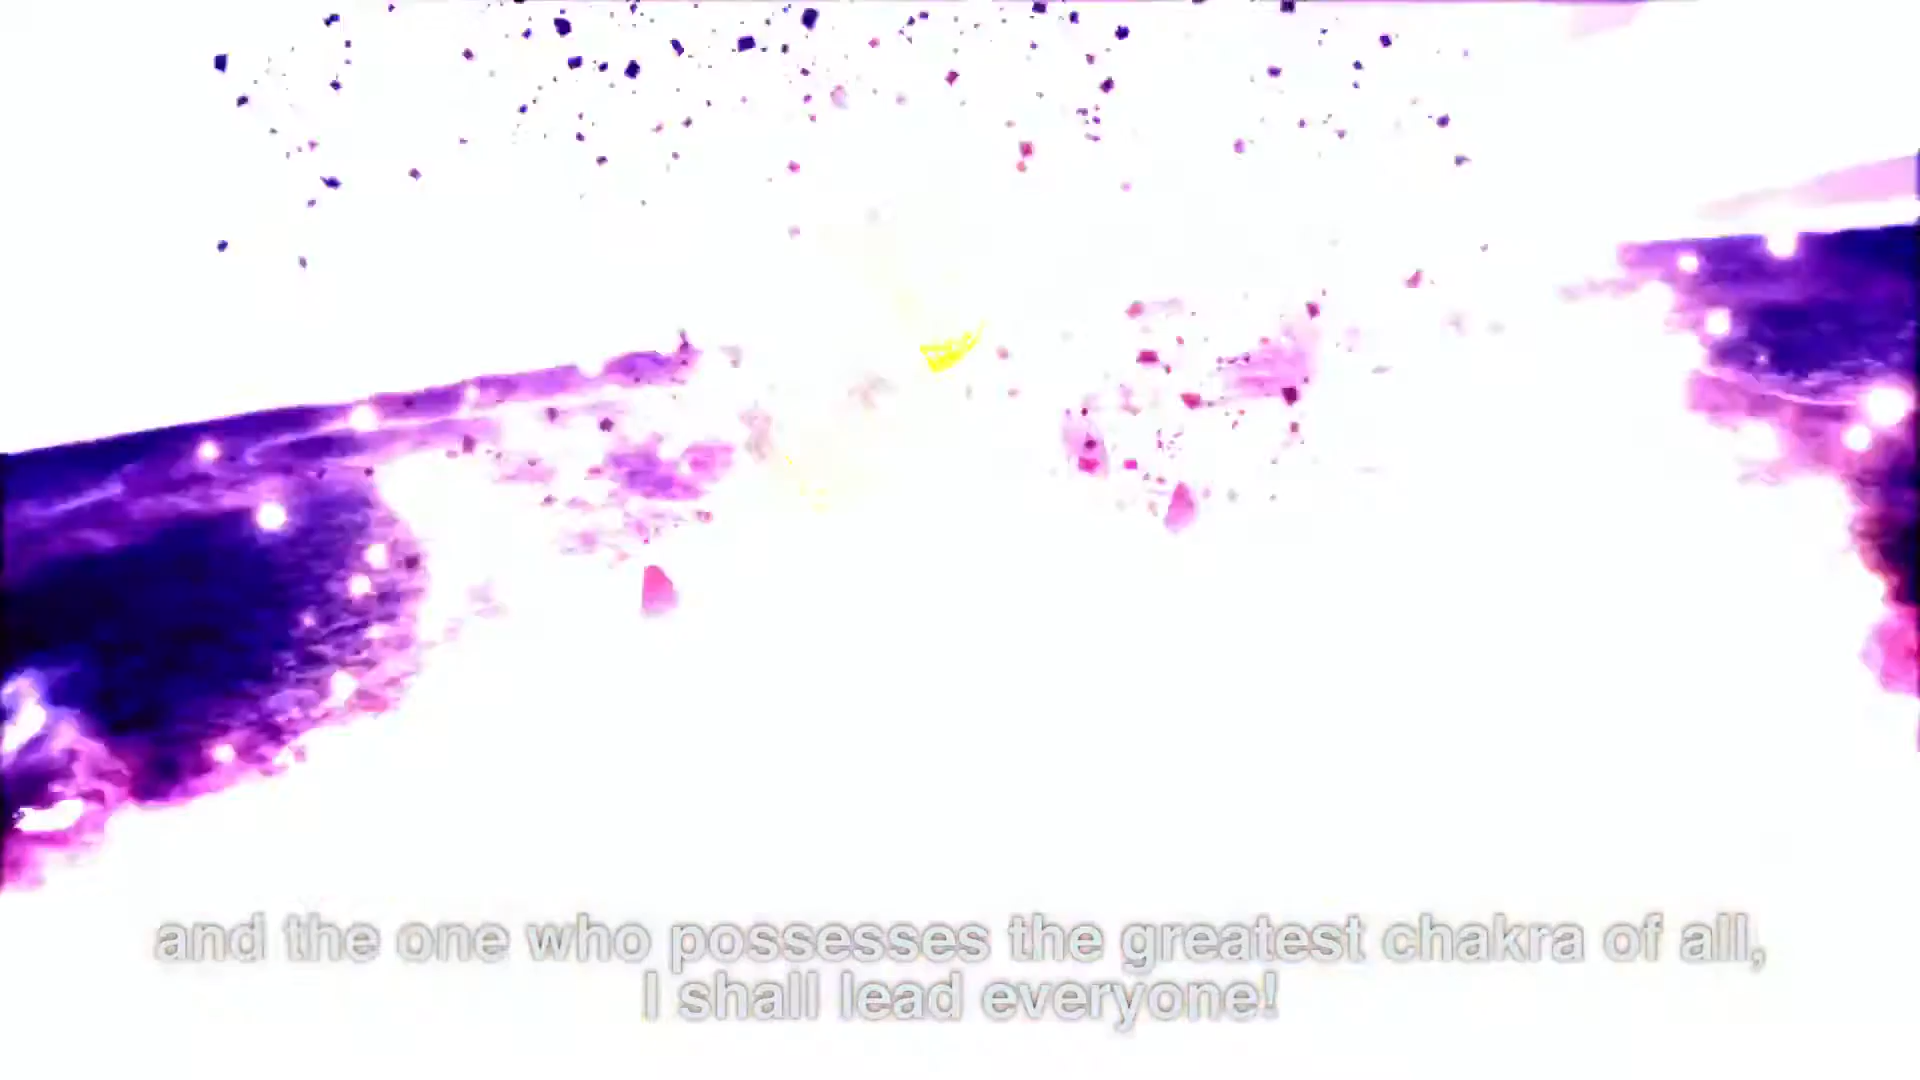 and the one who possesses the greatest chakra of all,
I shall lead everyone!